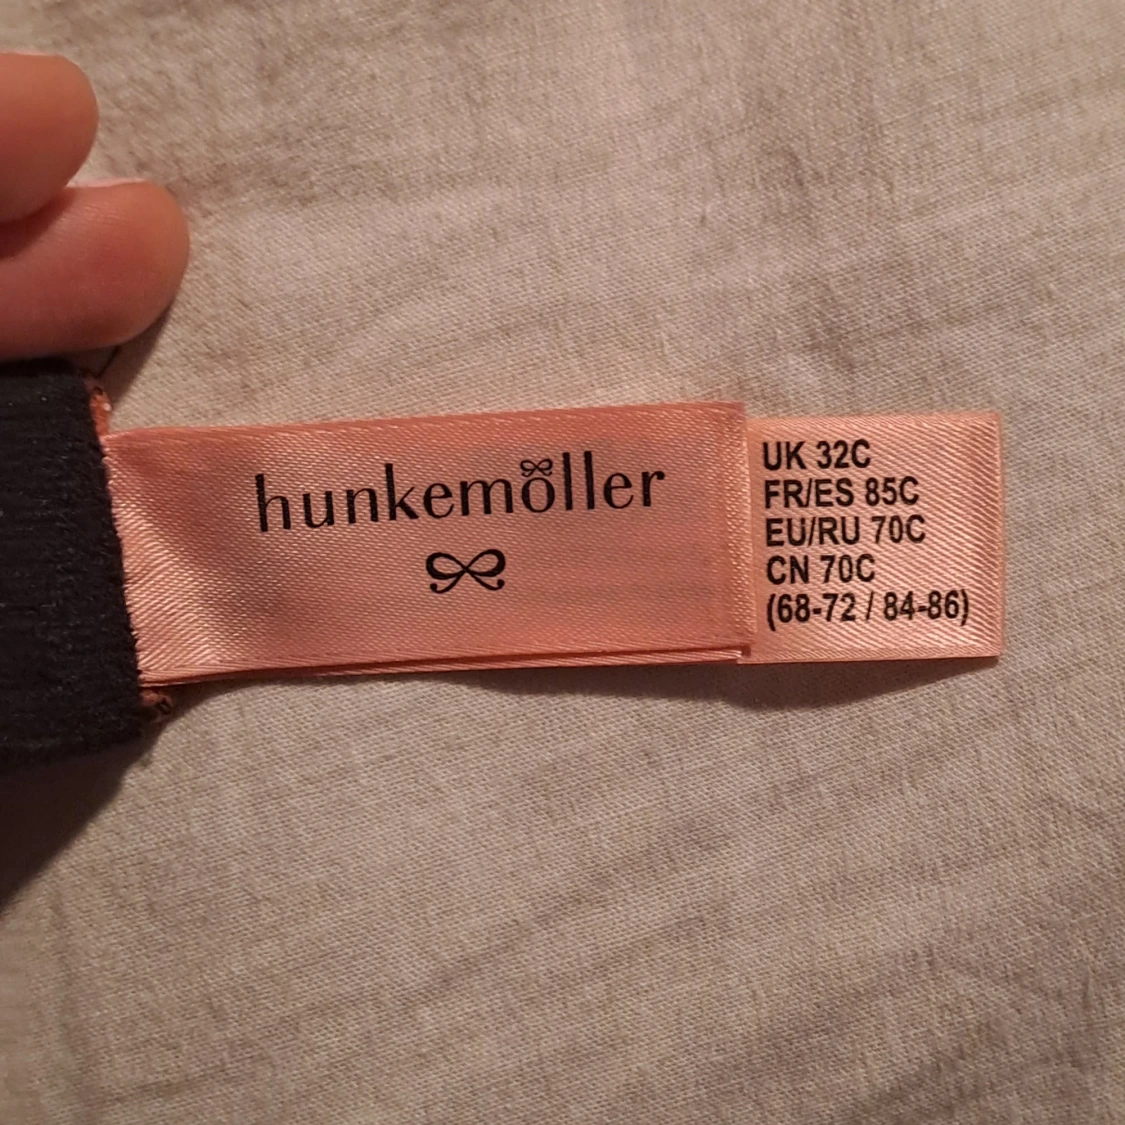 hunkemöller
UK 32C
FR/ES 85C
EU/RU 70C
CN 70C
(68-72 / 84-86)